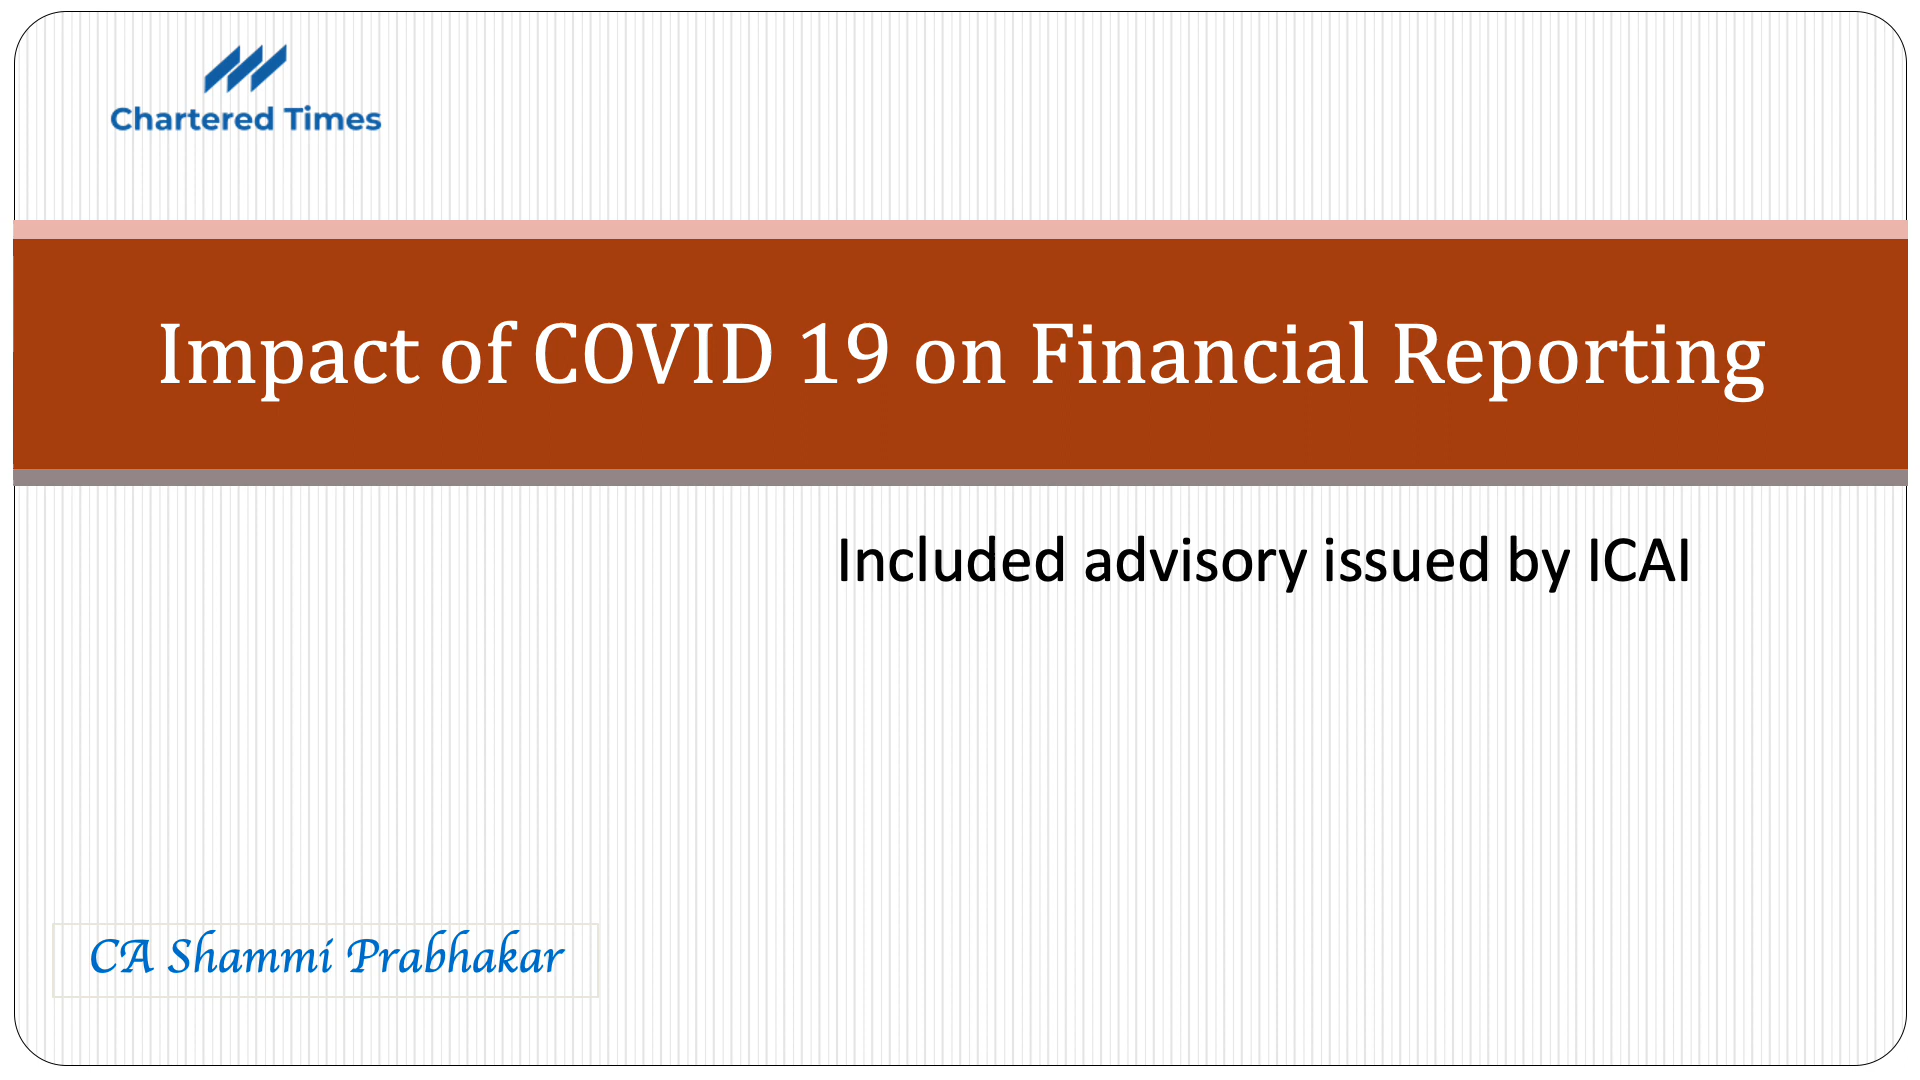 Chartered Times
Impact of COVID 19 on Financial Reporting
Included advisory issued by ICAI
CA Shammi Prabhakar